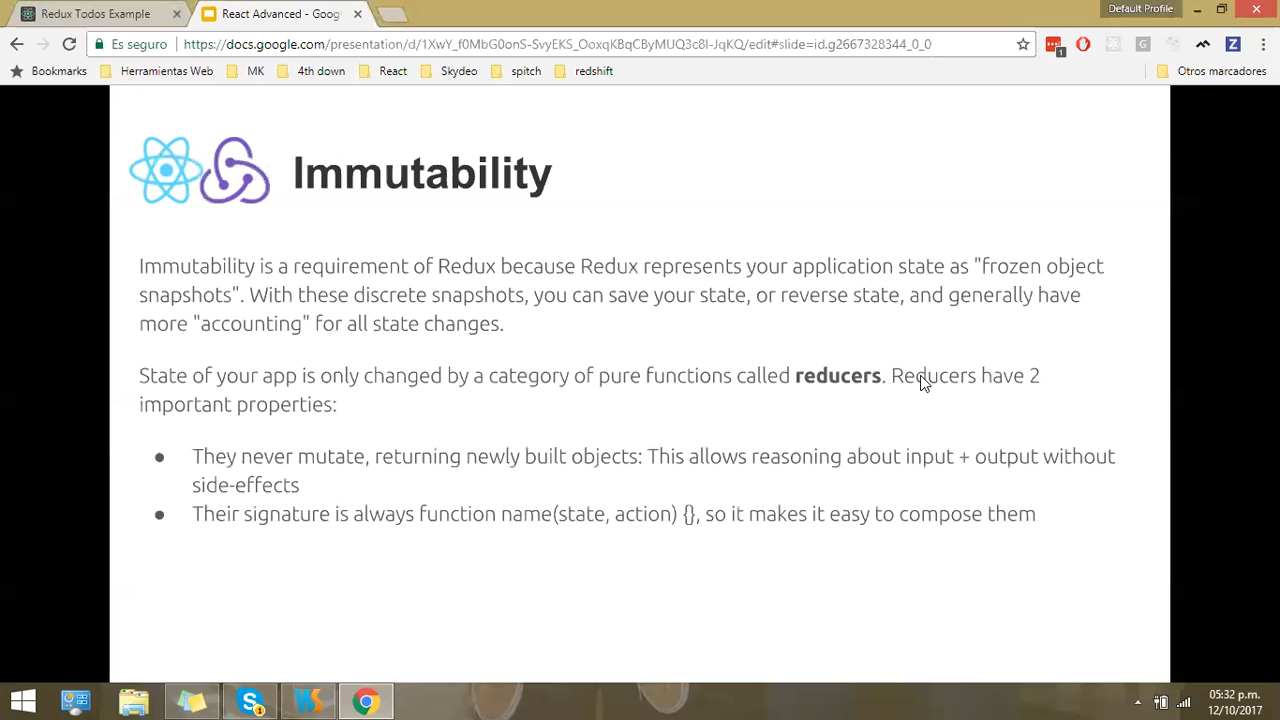 Redux Todos Example
React Advanced - Goog
Default Profile
Es seguro
https://docs.google.com/presentation/d/1XwY_f0MbG0onS-SvyEKS_OoxqKBqCByMUQ3c8I-JqKQ/edit#slide=id.g2667328344_0_0
1
Bookmarks
Herramientas Web
MK
4th down
React
Skydeo
spitch
redshift
Otros marcadores
Immutability
Immutability is a requirement of Redux because Redux represents your application state as "frozen object
snapshots". With these discrete snapshots, you can save your state, or reverse state, and generally have
more "accounting" for all state changes.
State of your app is only changed by a category of pure functions called reducers. Reducers have 2
important properties:
● They never mutate, returning newly built objects: This allows reasoning about input + output without
side-effects
● Their signature is always function name(state, action) {}, so it makes it easy to compose them
05:32 p.m.
12/10/2017